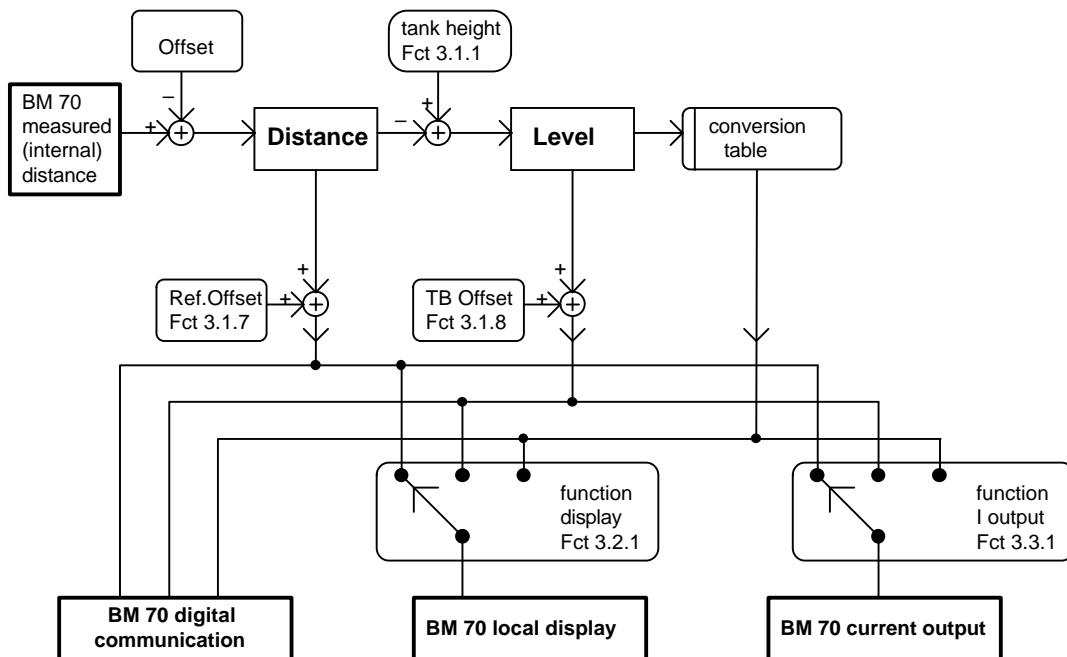 Offset
tank height
Fct 3.1.1
BM 70
measured
(internal)
distance
−
+
+
Distance
−
+
+
Level
conversion
table
Ref.Offset
Fct 3.1.7
+
+
+
TB Offset
Fct 3.1.8
+
+
+
function
display
Fct 3.2.1
function
I output
Fct 3.3.1
BM 70 digital
communication
BM 70 local display
BM 70 current output